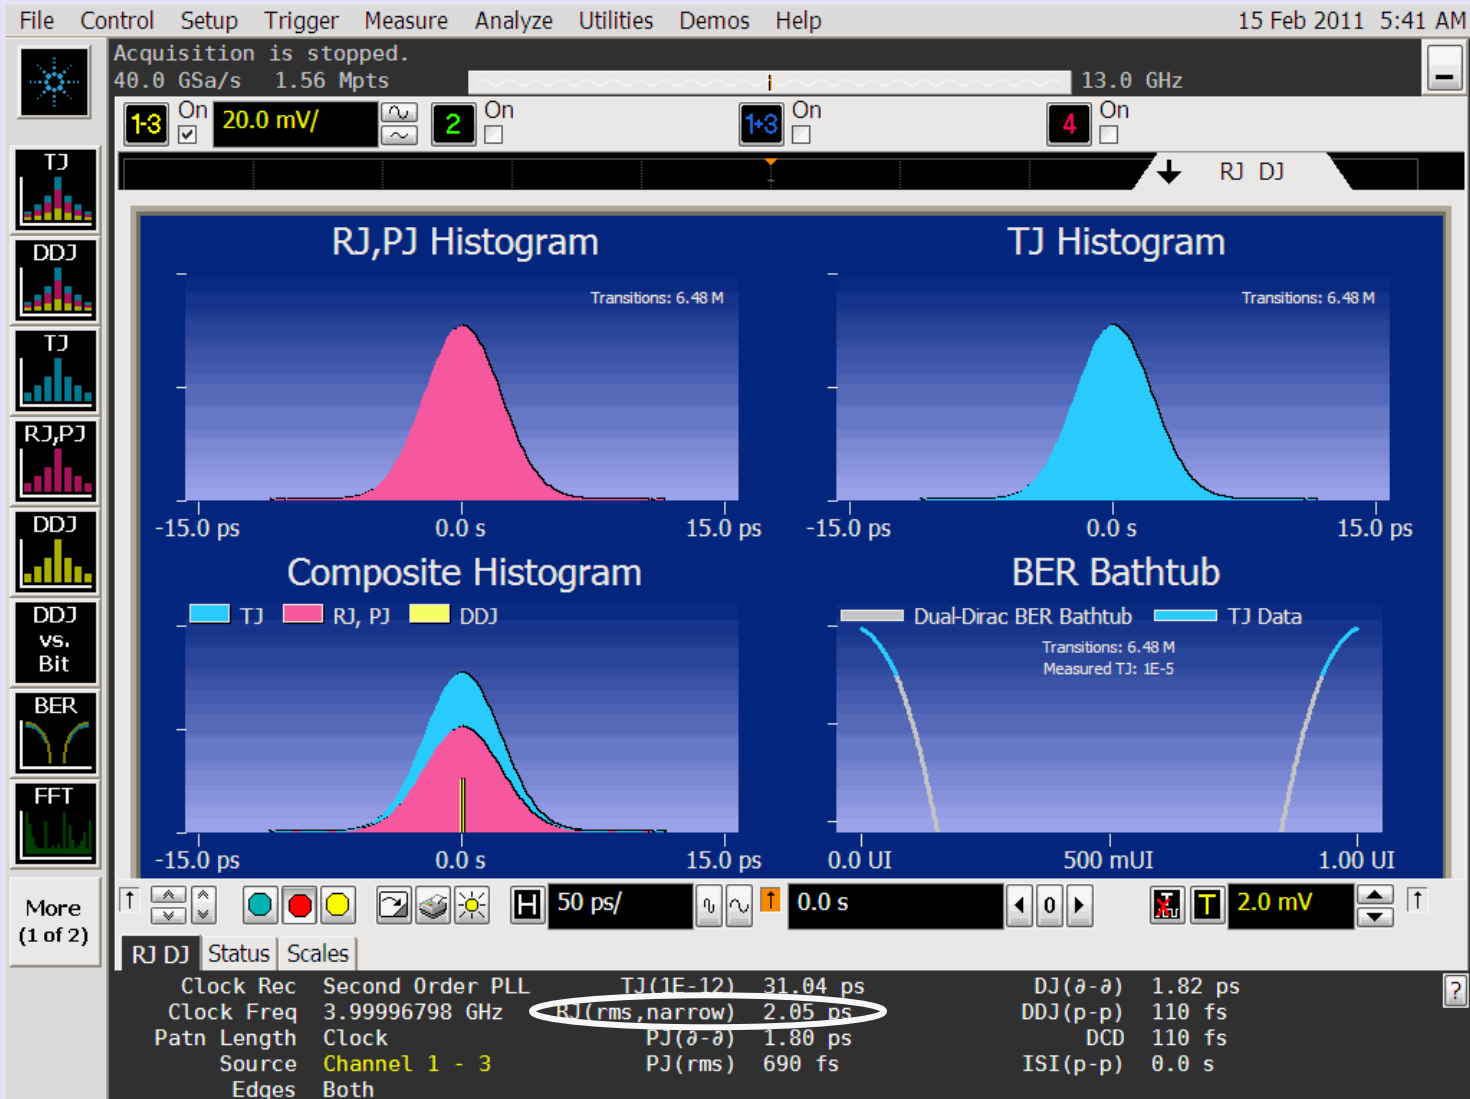 File Control Setup Trigger Measure Analyze Utilities Demos Help 15 Feb 2011 5:41 AM
Acquisition is stopped.
40.0 GSa/s 1.56 Mpts 13.0 GHz
1-3 On 20.0 mV/ 2 On 1+3 On 4 On
RJ DJ
TJ
DDJ
TJ
RJ,PJ
DDJ
DDJ
vs.
Bit
BER
FFT
More
(1 of 2)
RJ,PJ Histogram
Transitions: 6.48 M
-15.0 ps 0.0 s 15.0 ps
TJ Histogram
Transitions: 6.48 M
-15.0 ps 0.0 s 15.0 ps
Composite Histogram
TJ RJ, PJ DDJ
-15.0 ps 0.0 s 15.0 ps
BER Bathtub
Dual-Dirac BER Bathtub TJ Data
Transitions: 6.48 M
Measured TJ: 1E-5
0.0 UI 500 mUI 1.00 UI
H 50 ps/ 0.0 s 0 T 2.0 mV
RJ DJ Status Scales
Clock Rec Second Order PLL TJ(1E-12) 31.04 ps DJ(∂-∂) 1.82 ps ?
Clock Freq 3.99996798 GHz RJ(rms,narrow) 2.05 ps DDJ(p-p) 110 fs
Patn Length Clock PJ(∂-∂) 1.80 ps DCD 110 fs
Source Channel 1 - 3 PJ(rms) 690 fs ISI(p-p) 0.0 s
Edges Both